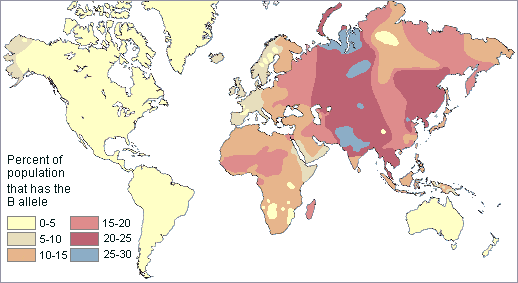 Percent of
population
that has the
B allele
0-5
15-20
5-10
20-25
10-15
25-30